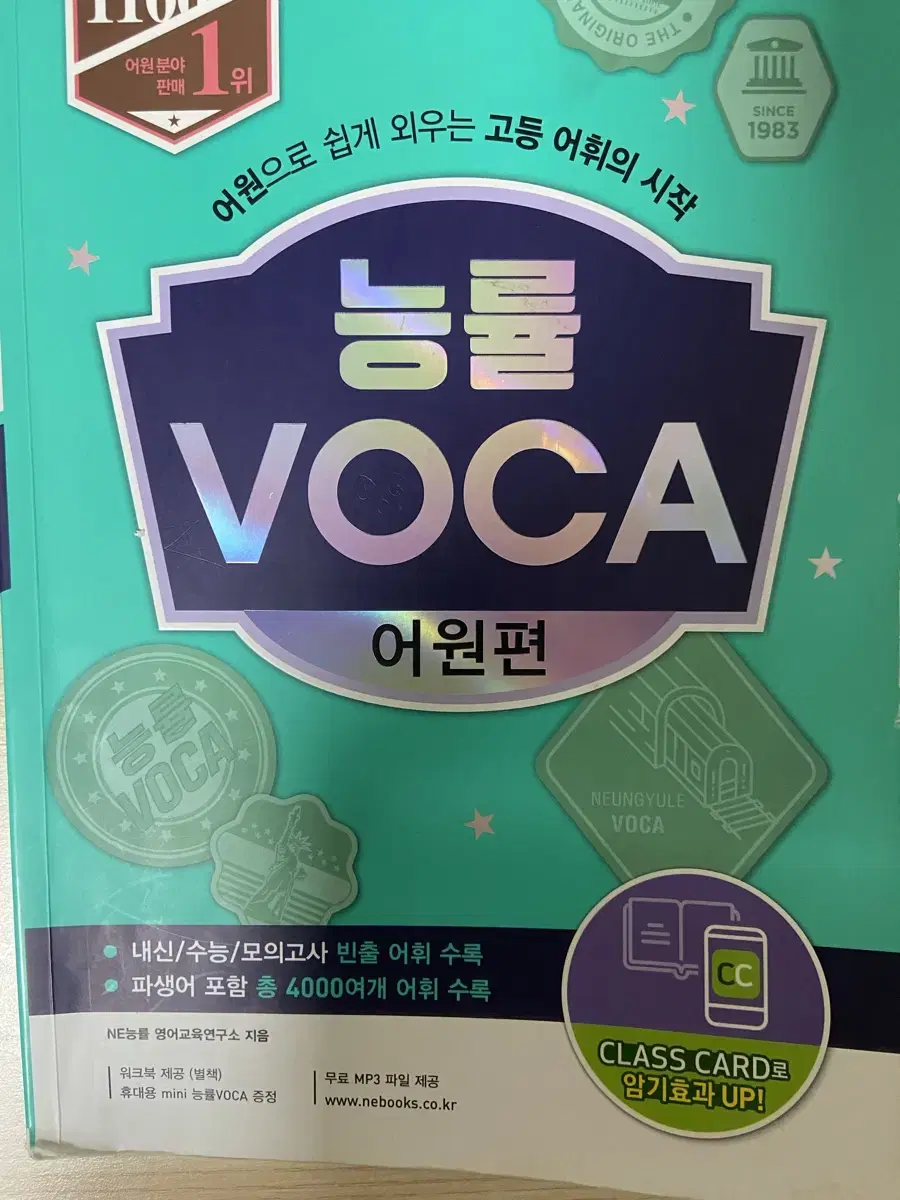 어원 분야
판매 1위
THE ORIGINAL
SINCE
1983
어원으로 쉽게 외우는 고등 어휘의 시작
능률
VOCA
어원편
능률
VOCA
NEUNGYULE
VOCA
내신/수능/모의고사 빈출 어휘 수록
파생어 포함 총 4000여개 어휘 수록
CC
CLASS CARD로
암기효과 UP!
NE능률 영어교육연구소 지음
워크북 제공 (별책)
휴대용 mini 능률VOCA 증정
무료 MP3 파일 제공
www.nebooks.co.kr